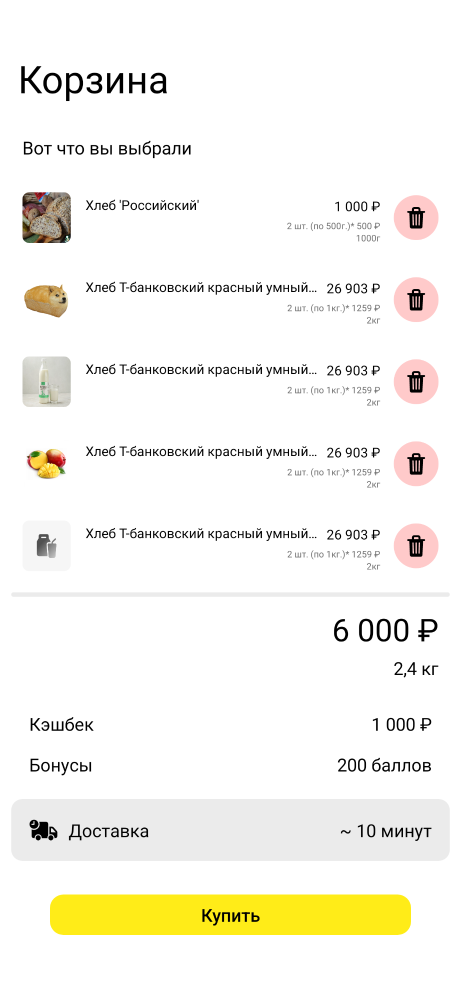 Корзина
Вот что вы выбрали
Хлеб 'Российский'
1 000 ₽
2 шт. (по 500г.)* 500 ₽
1000г
Хлеб Т-банковский красный умный...
26 903 ₽
2 шт. (по 1кг.)* 1259 ₽
2кг
Хлеб Т-банковский красный умный...
26 903 ₽
2 шт. (по 1кг.)* 1259 ₽
2кг
Хлеб Т-банковский красный умный...
26 903 ₽
2 шт. (по 1кг.)* 1259 ₽
2кг
Хлеб Т-банковский красный умный...
26 903 ₽
2 шт. (по 1кг.)* 1259 ₽
2кг
6 000 ₽
2,4 кг
Кэшбек
1 000 ₽
Бонусы
200 баллов
Доставка
~ 10 минут
Купить